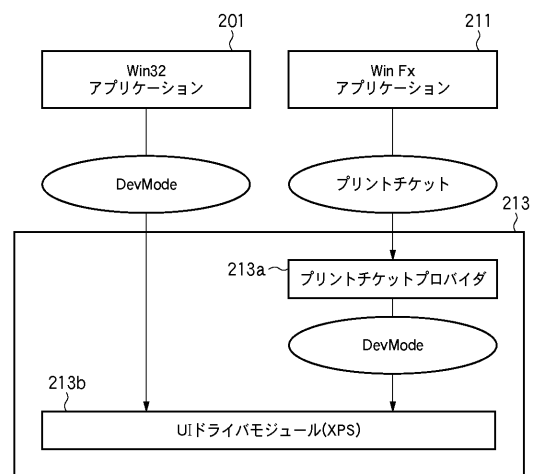 201
Win32
アプリケーション
211
Win Fx
アプリケーション
DevMode
プリントチケット
213
213a
プリントチケットプロバイダ
DevMode
213b
UIドライバモジュール(XPS)